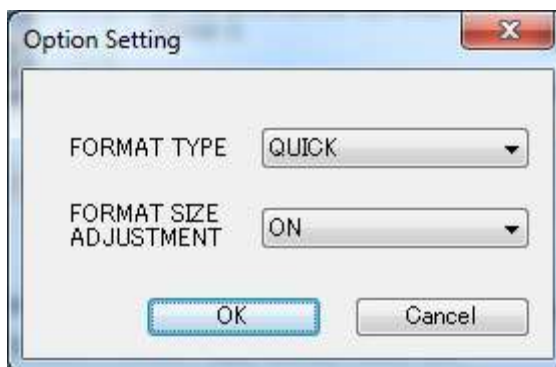 Option Setting
FORMAT TYPE
QUICK
FORMAT SIZE
ADJUSTMENT
ON
OK
Cancel